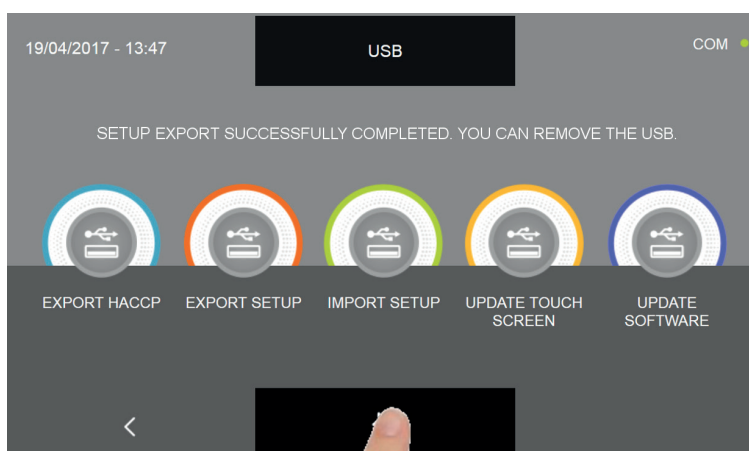 19/04/2017 - 13:47
USB
COM
SETUP EXPORT SUCCESSFULLY COMPLETED. YOU CAN REMOVE THE USB.
EXPORT HACCP
EXPORT SETUP
IMPORT SETUP
UPDATE TOUCH
SCREEN
UPDATE
SOFTWARE